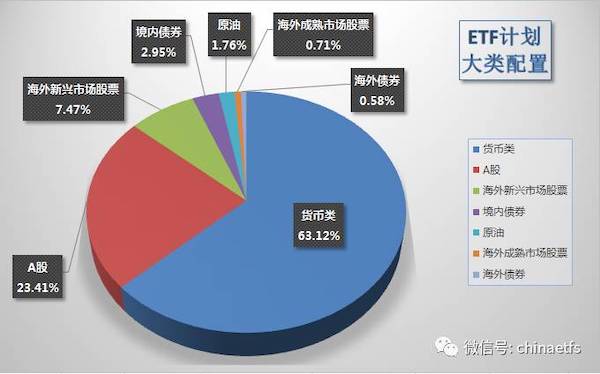 ETF计划
大类配置
原油
1.76%
海外成熟市场股票
0.71%
境内债券
2.95%
海外债券
0.58%
海外新兴市场股票
7.47%
货币类
63.12%
A股
23.41%
货币类
A股
海外新兴市场股票
境内债券
原油
海外成熟市场股票
海外债券
微信号: chinaetfs